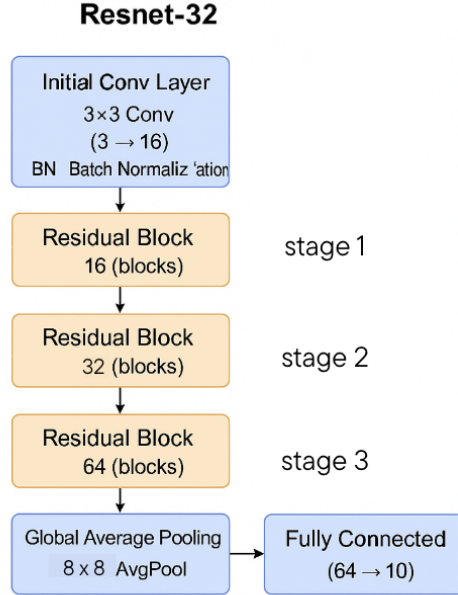 Resnet-32
Initial Conv Layer
3×3 Conv
(3 → 16)
BN Batch Normaliz 'ation
Residual Block
16 (blocks)
stage 1
Residual Block
32 (blocks)
stage 2
Residual Block
64 (blocks)
stage 3
Global Average Pooling
8 x 8 AvgPool
Fully Connected
(64 → 10)